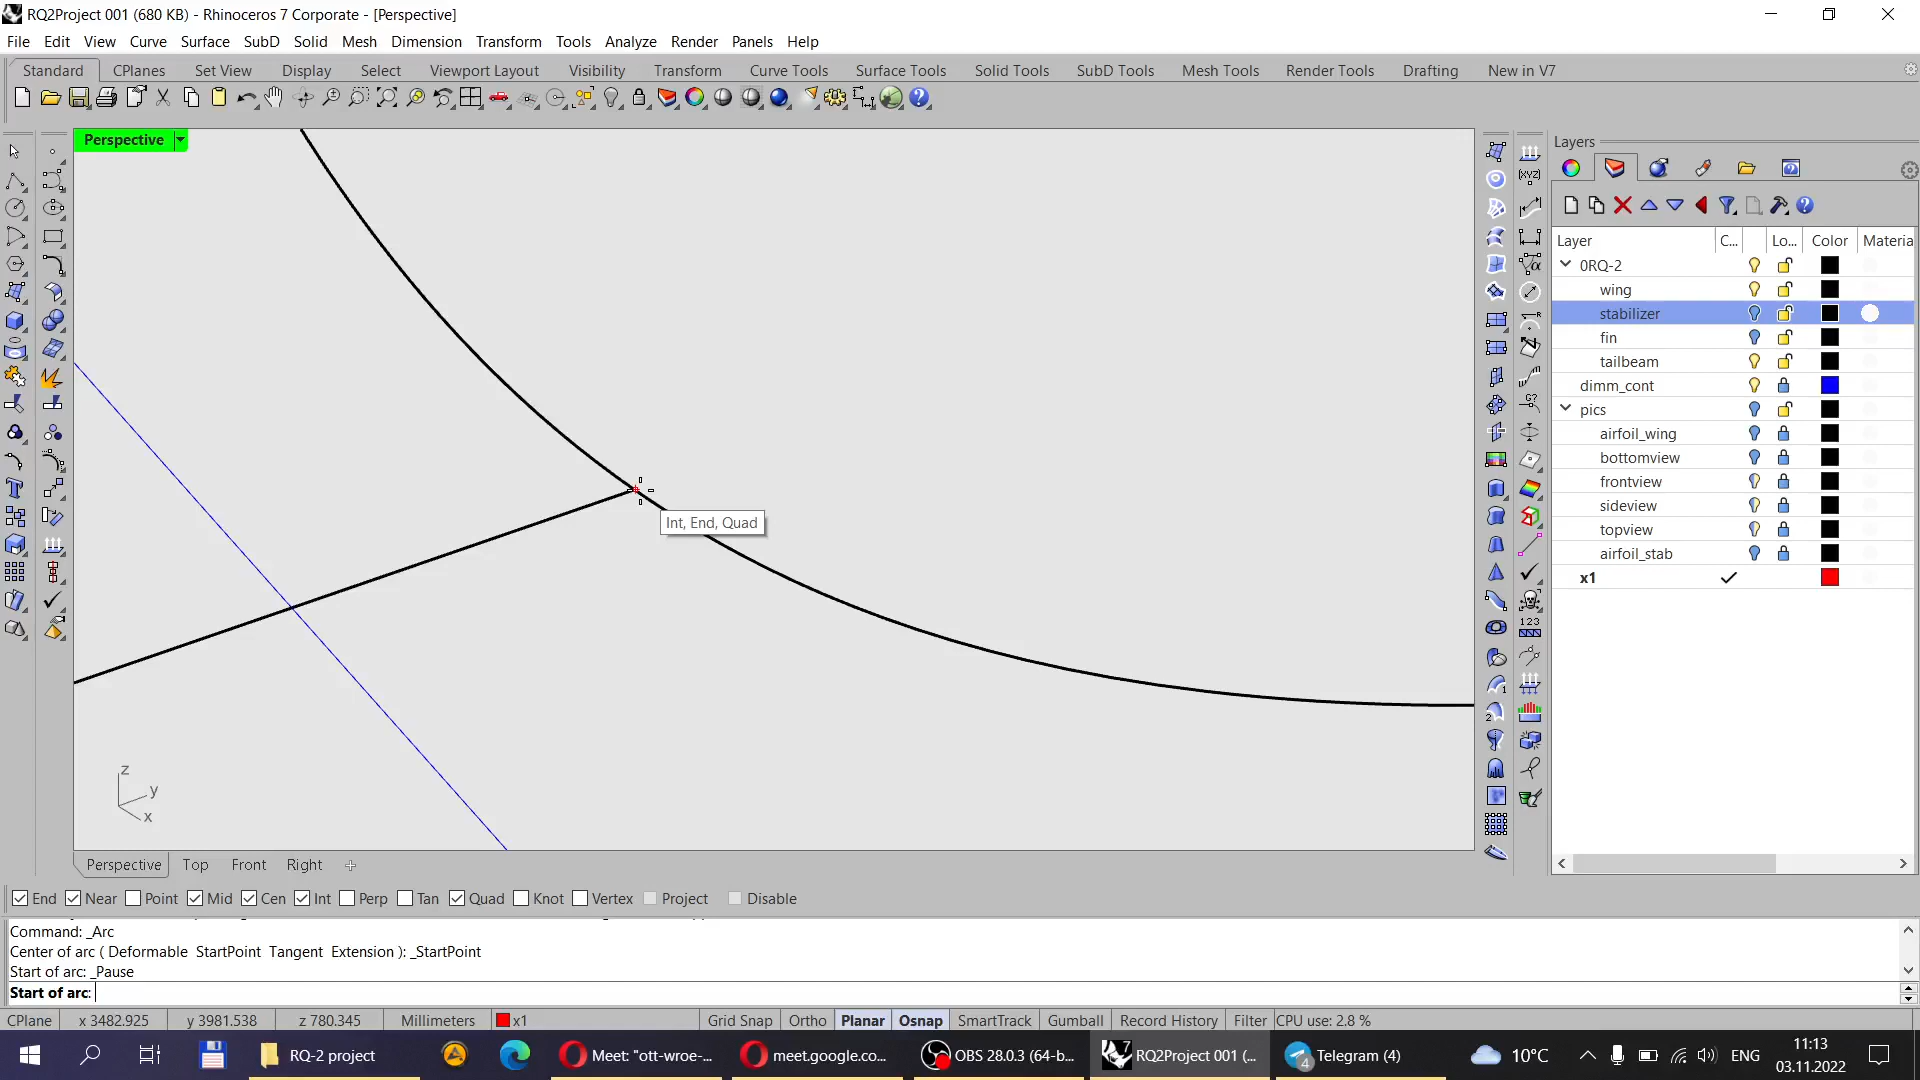 RQ2Project 001 (680 KB) - Rhinoceros 7 Corporate - [Perspective]
File Edit View Curve Surface SubD Solid Mesh Dimension Transform Tools Analyze Render Panels Help
Standard CPlanes Set View Display Select Viewport Layout Visibility Transform Curve Tools Surface Tools Solid Tools SubD Tools Mesh Tools Render Tools Drafting New in V7
Perspective
Int, End, Quad
z
y
x
Layers
Layer C... Lo... Color Materia
0RQ-2
wing
stabilizer
fin
tailbeam
dimm_cont
pics
airfoil_wing
bottomview
frontview
sideview
topview
airfoil_stab
x1
Perspective Top Front Right
End Near Point Mid Cen Int Perp Tan Quad Knot Vertex Project Disable
Command: _Arc
Center of arc ( Deformable StartPoint Tangent Extension ): _StartPoint
Start of arc: _Pause
Start of arc:
CPlane x 3482.925 y 3981.538 z 780.345 Millimeters x1 Grid Snap Ortho Planar Osnap SmartTrack Gumball Record History Filter CPU use: 2.8 %
RQ-2 project Meet: "ott-wroe-... meet.google.co... OBS 28.0.3 (64-b... RQ2Project 001 (... 4 Telegram (4) 10°C ENG 11:13
03.11.2022